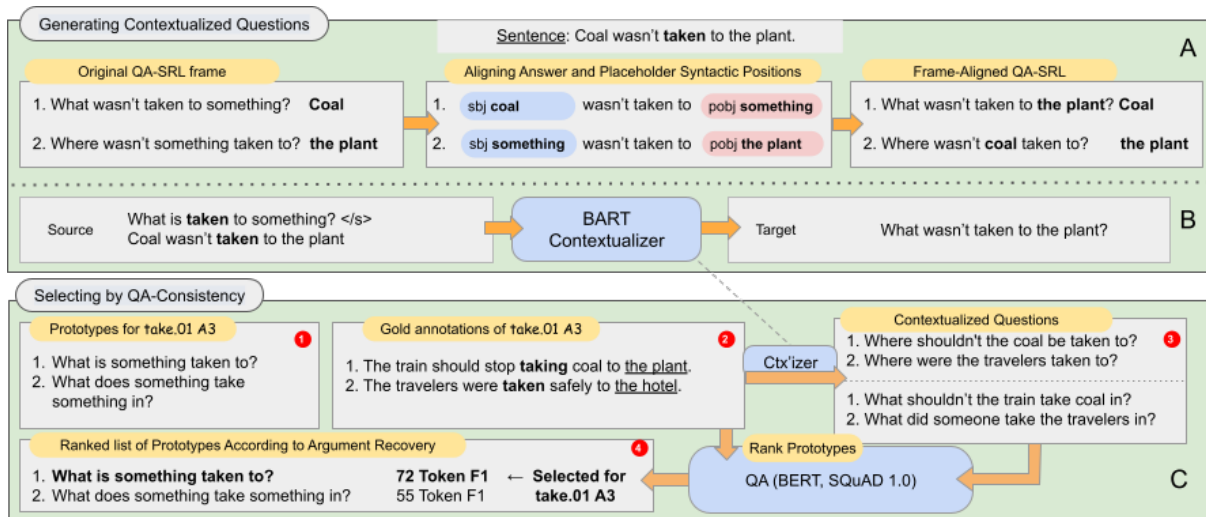 Generating Contextualized Questions
Sentence: Coal wasn't taken to the plant.
A
Original QA-SRL frame
1. What wasn't taken to something? Coal
2. Where wasn't something taken to? the plant
Aligning Answer and Placeholder Syntactic Positions
1. sbj coal wasn't taken to pobj something
2. sbj something wasn't taken to pobj the plant
Frame-Aligned QA-SRL
1. What wasn't taken to the plant? Coal
2. Where wasn't coal taken to? the plant
Source
What is taken to something? </s>
Coal wasn't taken to the plant
BART
Contextualizer
Target
What wasn't taken to the plant?
B
Selecting by QA-Consistency
Prototypes for take.01 A3
1
1. What is something taken to?
2. What does something take
something in?
Gold annotations of take.01 A3
2
1. The train should stop taking coal to the plant.
2. The travelers were taken safely to the hotel.
Ctx'izer
Contextualized Questions
3
1. Where shouldn't the coal be taken to?
2. Where were the travelers taken to?
1. What shouldn't the train take coal in?
2. What did someone take the travelers in?
Ranked list of Prototypes According to Argument Recovery
4
1. What is something taken to? 72 Token F1 ← Selected for
2. What does something take something in? 55 Token F1 take.01 A3
Rank Prototypes
QA (BERT, SQuAD 1.0)
C